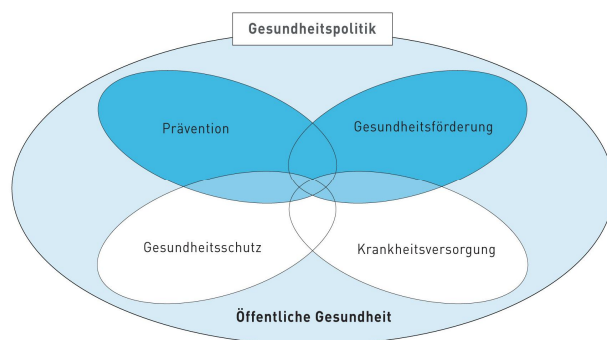 Gesundheitspolitik
Prävention
Gesundheitsförderung
Gesundheitsschutz
Krankheitsversorgung
Öffentliche Gesundheit